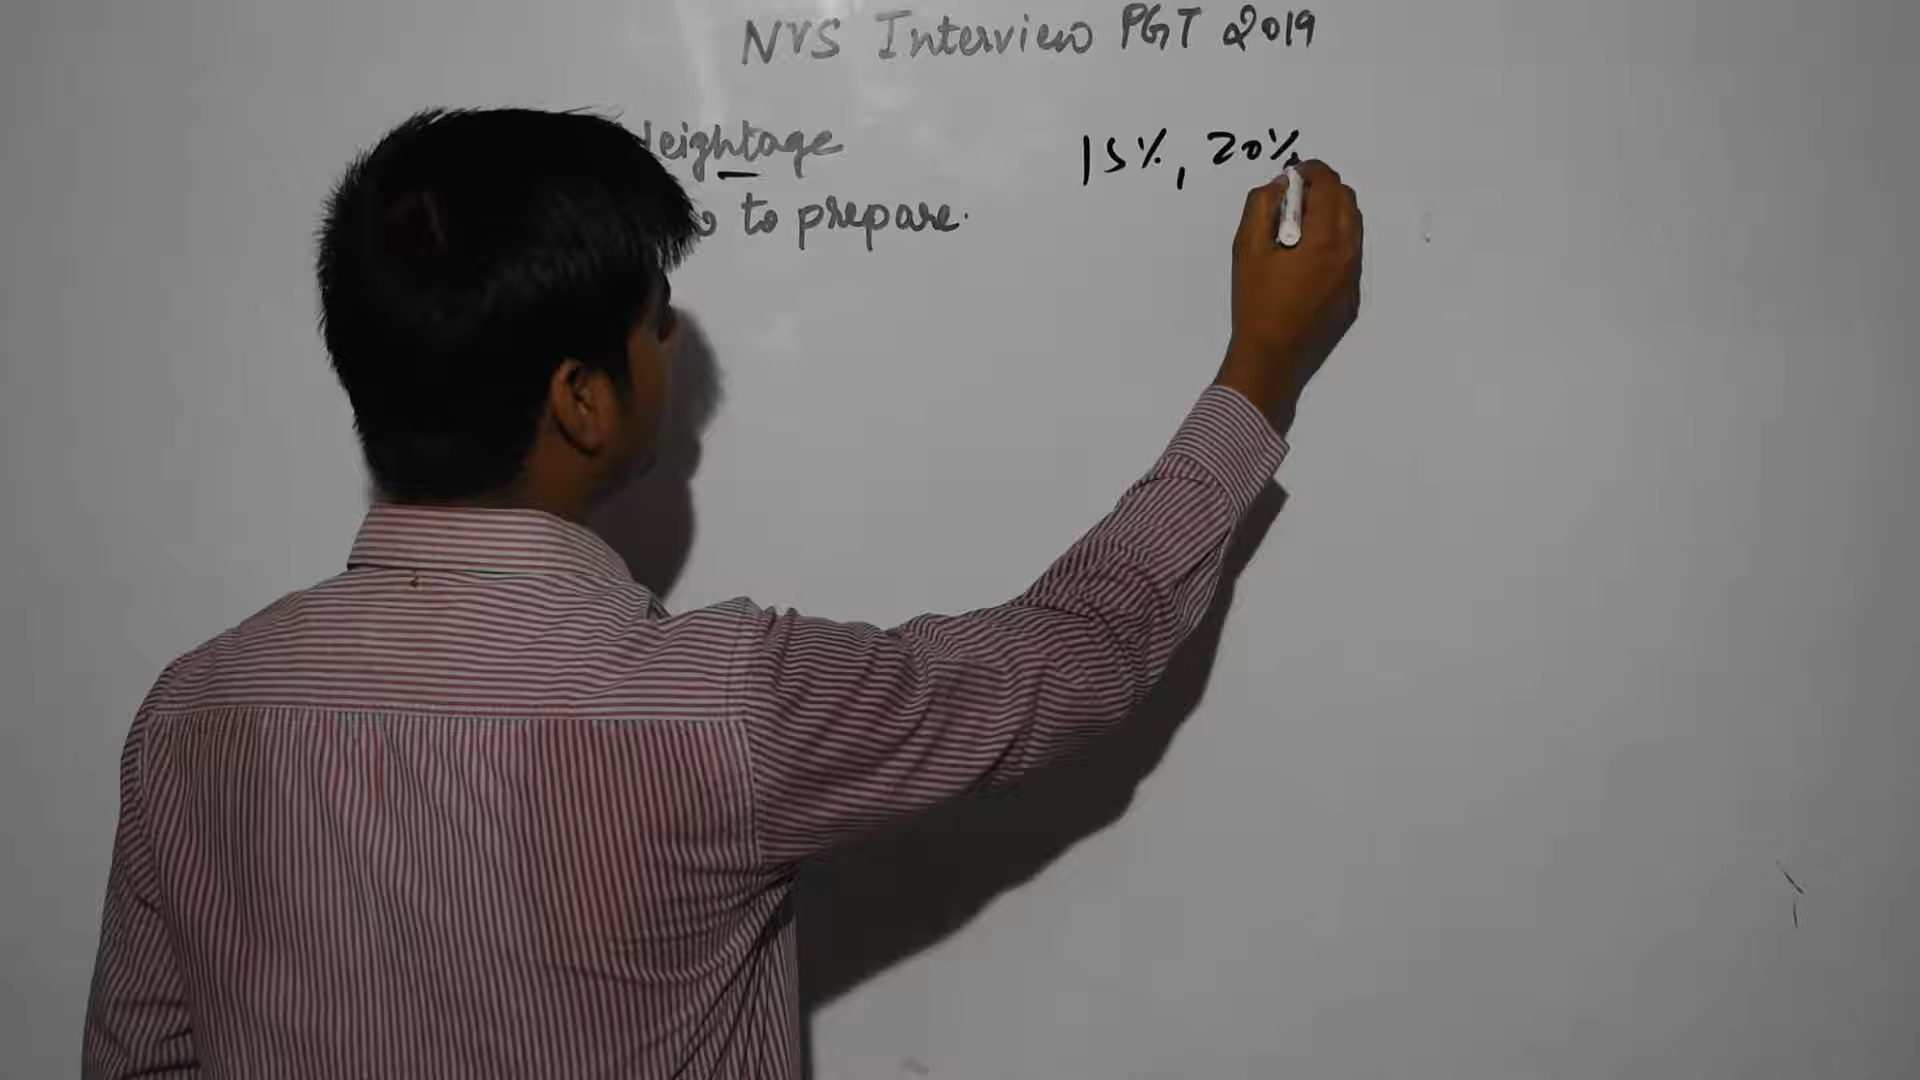 NVS Interview PGT 2019
eightage 15%, 20%
to prepare.